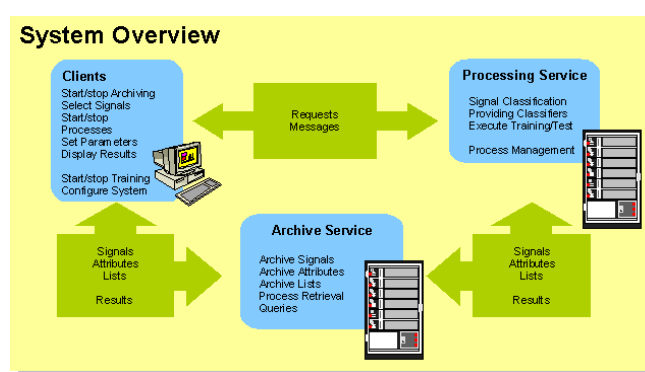 System Overview
Clients
Start/stop Archiving
Select Signals
Start/stop
Processes
Set Parameters
Display Results
Start/stop Training
Configure System
Requests
Messages
Processing Service
Signal Classification
Providing Classifiers
Execute Training/Test
Process Management
Signals
Attributes
Lists
Results
Archive Service
Archive Signals
Archive Attributes
Archive Lists
Process Retrieval
Queries
Signals
Attributes
Lists
Results